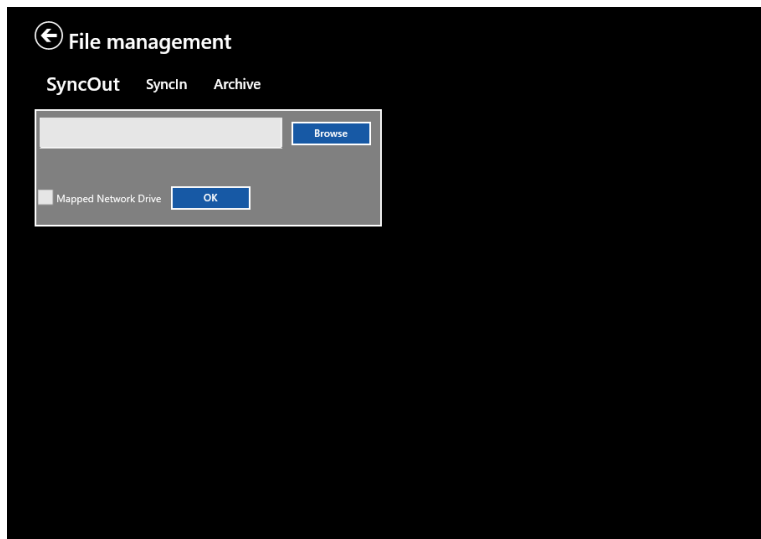 File management
SyncOut SyncIn Archive
Browse
Mapped Network Drive OK